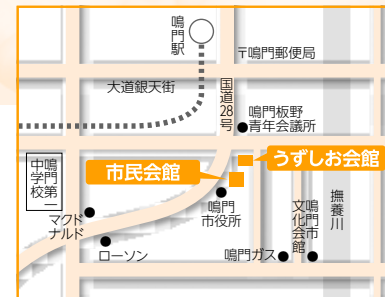 鳴門駅
〒鳴門郵便局
大道銀天街
国道28号
鳴門板野
青年会議所
うずしお会館
市民会館
鳴門第一
中学校
マクド
ナルド
ローソン
鳴門
市役所
鳴門ガス
鳴門市
文化会館
撫養川